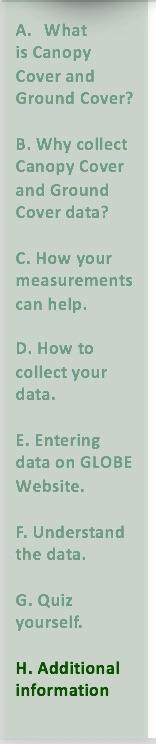 A. What
is Canopy
Cover and
Ground Cover?
B. Why collect
Canopy Cover
and Ground
Cover data?
C. How your
measurements
can help.
D. How to
collect your
data.
E. Entering
data on GLOBE
Website.
F. Understand
the data.
G. Quiz
yourself.
H. Additional
information